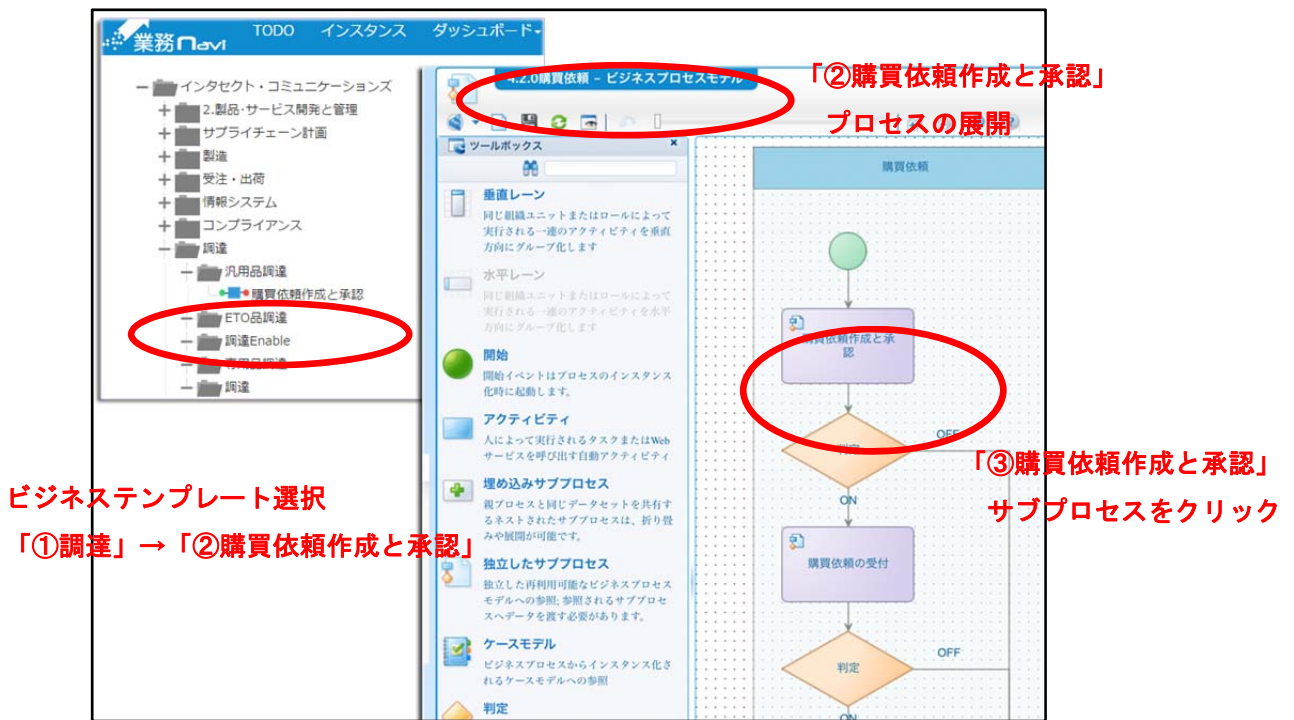 業務Navi
TODO インスタンス ダッシュボード
インタセクト・コミュニケーションズ
2.製品・サービス開発と管理
サプライチェーン計画
製造
受注・出荷
情報システム
コンプライアンス
調達
汎用品調達
購買依頼作成と承認
ETO品調達
調達Enable
専用品調達
調達
4.2.0購買依頼 – ビジネスプロセスモデル
ツールボックス
垂直レーン
同じ組織ユニットまたはロールによって
実行される一連のアクティビティを垂直
方向にグループ化します
水平レーン
同じ組織ユニットまたはロールによって
実行される一連のアクティビティを水平
方向にグループ化します
開始
開始イベントはプロセスのインスタンス
化時に起動します。
アクティビティ
人によって実行されるタスクまたはWeb
サービスを呼び出す自動アクティビティ
埋め込みサブプロセス
親プロセスと同じデータセットを共有す
るネストされたサブプロセスは、折り畳
みや展開が可能です。
独立したサブプロセス
独立した再利用可能なビジネスプロセス
モデルへの参照; 参照されるサブプロセ
スへデータを渡す必要があります。
ケースモデル
ビジネスプロセスからインスタンス化さ
れるケースモデルへの参照
判定
購買依頼
購買依頼作成と承
認
判定
OFF
ON
購買依頼の受付
判定
OFF
ON
「②購買依頼作成と承認」
プロセスの展開
「③購買依頼作成と承認」
サブプロセスをクリック
ビジネステンプレート選択
「①調達」→「②購買依頼作成と承認」